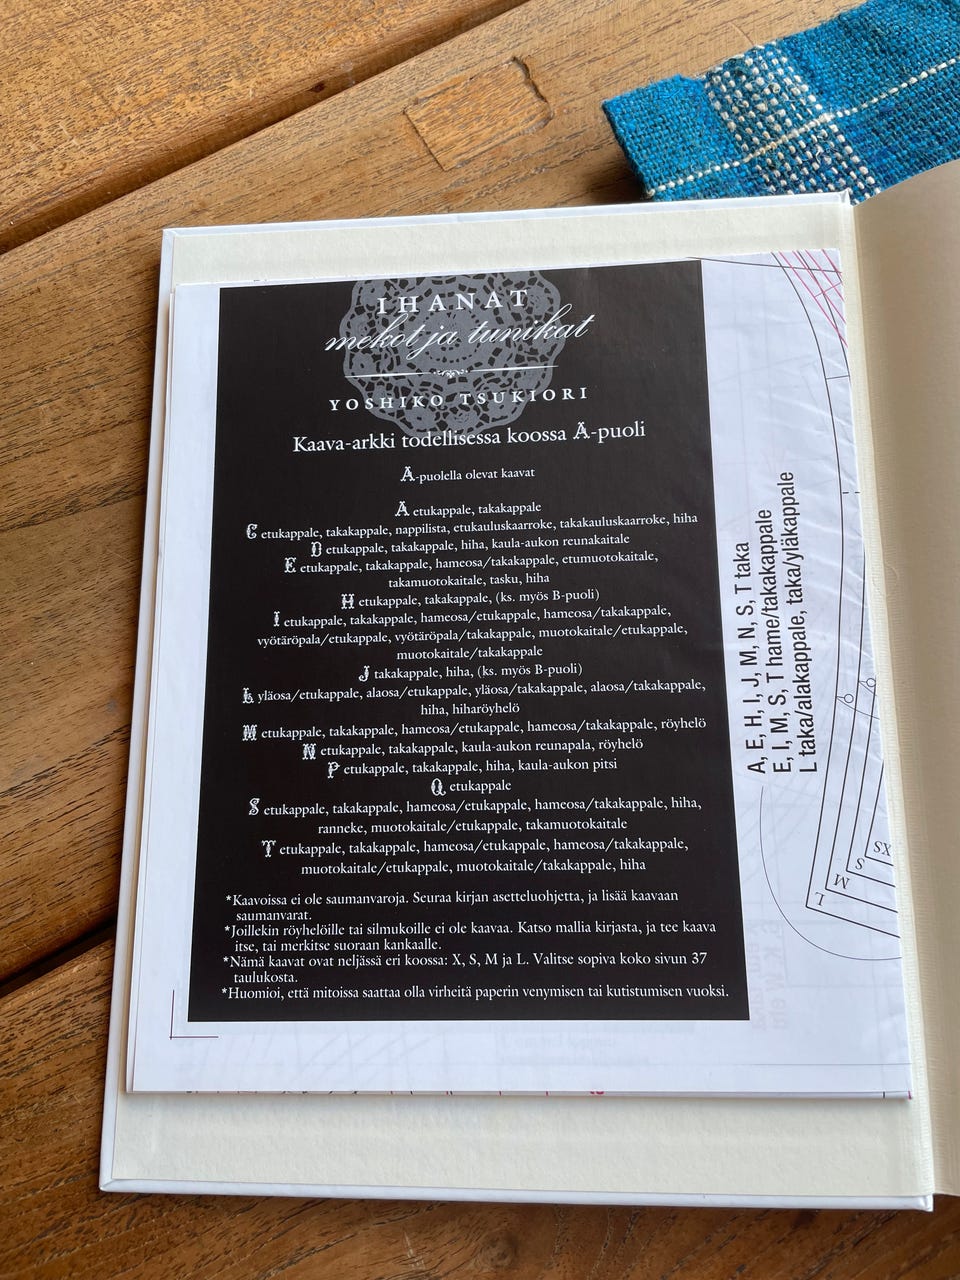 IHANAT
mekot ja tunikat
YOSHIKO TSUKIORI
Kaava-arkki todellisessa koossa A-puoli
A-puolella olevat kaavat
A etukappale, takakappale
C etukappale, takakappale, nappilista, etukauluskaarroke, takakauluskaarroke, hiha
D etukappale, takakappale, hiha, kaula-aukon reunakaitale
E etukappale, takakappale, hameosa/takakappale, etumuotokaitale,
takamuotokaitale, tasku, hiha
H etukappale, takakappale, (ks. myös B-puoli)
I etukappale, takakappale, hameosa/etukappale, hameosa/takakappale,
vyötäröpala/etukappale, vyötäröpala/takakappale, muotokaitale/etukappale,
muotokaitale/takakappale
J takakappale, hiha, (ks. myös B-puoli)
L yläosa/etukappale, alaosa/etukappale, yläosa/takakappale, alaosa/takakappale,
hiha, hiharöyhelö
M etukappale, takakappale, hameosa/etukappale, hameosa/takakappale, röyhelö
N etukappale, takakappale, kaula-aukon reunapala, röyhelö
P etukappale, takakappale, hiha, kaula-aukon pitsi
Q etukappale
S etukappale, takakappale, hameosa/etukappale, hameosa/takakappale, hiha,
ranneke, muotokaitale/etukappale, takamuotokaitale
T etukappale, takakappale, hameosa/etukappale, hameosa/takakappale,
muotokaitale/etukappale, muotokaitale/takakappale, hiha
*Kaavoissa ei ole saumanvaroja. Seuraa kirjan asetteluohjetta, ja lisää kaavaan
saumanvarat.
*Joillekin röyhelöille tai silmukoille ei ole kaavaa. Katso mallia kirjasta, ja tee kaava
itse, tai merkitse suoraan kankaalle.
*Nämä kaavat ovat neljässä eri koossa: X, S, M ja L. Valitse sopiva koko sivun 37
taulukosta.
*Huomioi, että mitoissa saattaa olla virheitä paperin venymisen tai kutistumisen vuoksi.
A, E, H, I, J, M, N, S, T taka
E, I, M, S, T hame/takakappale
L taka/alakappale, taka/yläkappale
XS
S
M
L